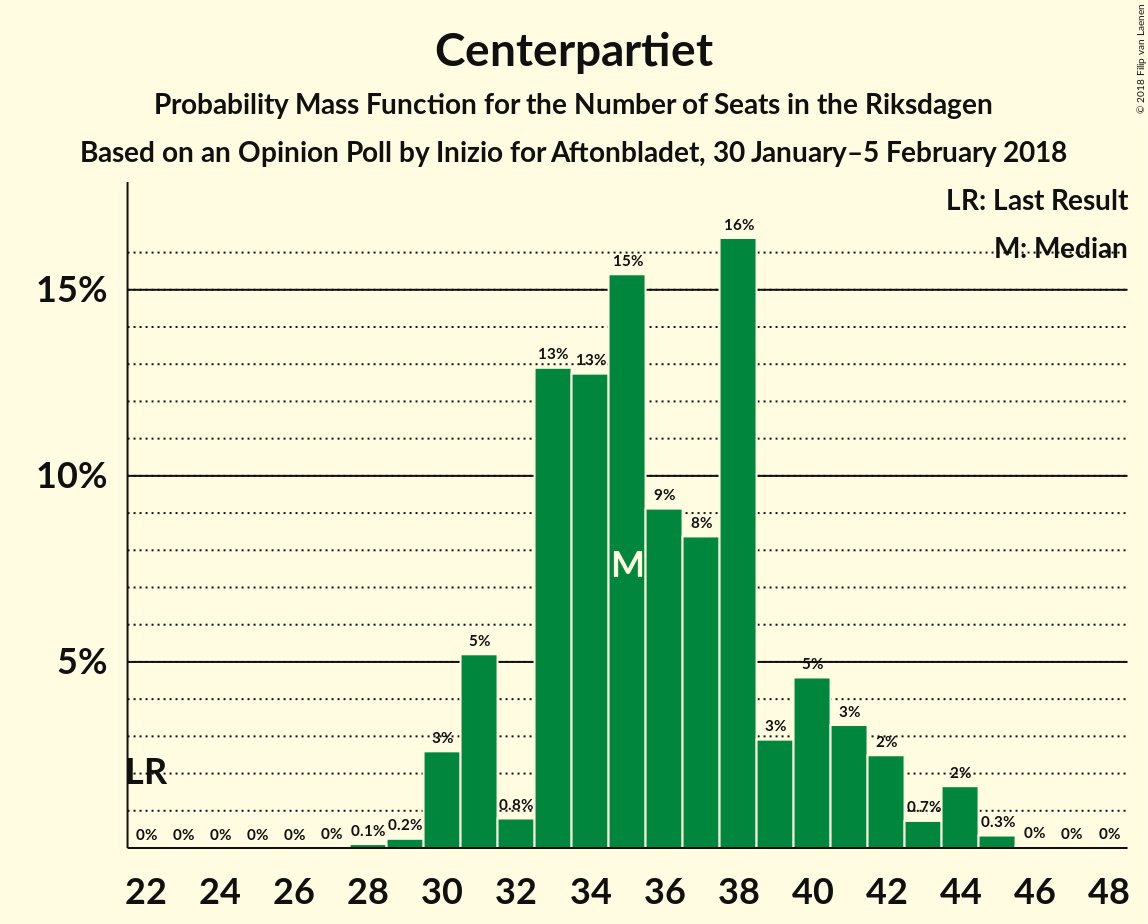 Centerpartiet
Probability Mass Function for the Number of Seats in the Riksdagen
Based on an Opinion Poll by Inizio for Aftonbladet, 30 January–5 February 2018
© 2018 Filip van Laenen
LR: Last Result
M: Median
16%
15%
15%
13% 13%
10%
9%
8%
M
5%
5%
5%
3%
3%
3%
2%
LR
2%
0% 0% 0% 0% 0% 0% 0.1% 0.2% 0.8% 0.7% 0.3% 0% 0% 0%
22 24 26 28 30 32 34 36 38 40 42 44 46 48